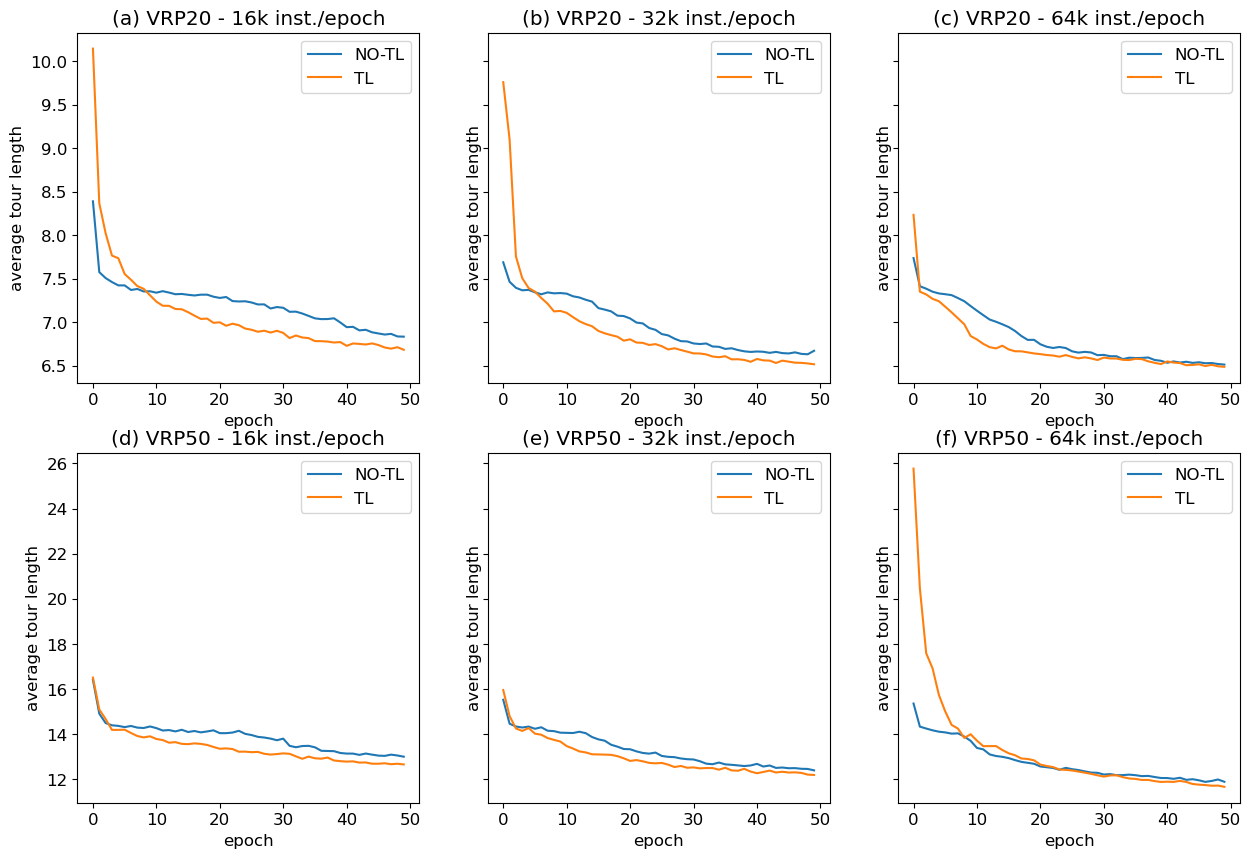 (a) VRP20 - 16k inst./epoch
(b) VRP20 - 32k inst./epoch
(c) VRP20 - 64k inst./epoch
NO-TL
TL
NO-TL
TL
NO-TL
TL
average tour length
average tour length
average tour length
10.0
9.5
9.0
8.5
8.0
7.5
7.0
6.5
0 10 20 30 40 50
0 10 20 30 40 50
0 10 20 30 40 50
epoch
epoch
epoch
(d) VRP50 - 16k inst./epoch
(e) VRP50 - 32k inst./epoch
(f) VRP50 - 64k inst./epoch
NO-TL
TL
NO-TL
TL
NO-TL
TL
average tour length
average tour length
average tour length
26
24
22
20
18
16
14
12
0 10 20 30 40 50
0 10 20 30 40 50
0 10 20 30 40 50
epoch
epoch
epoch